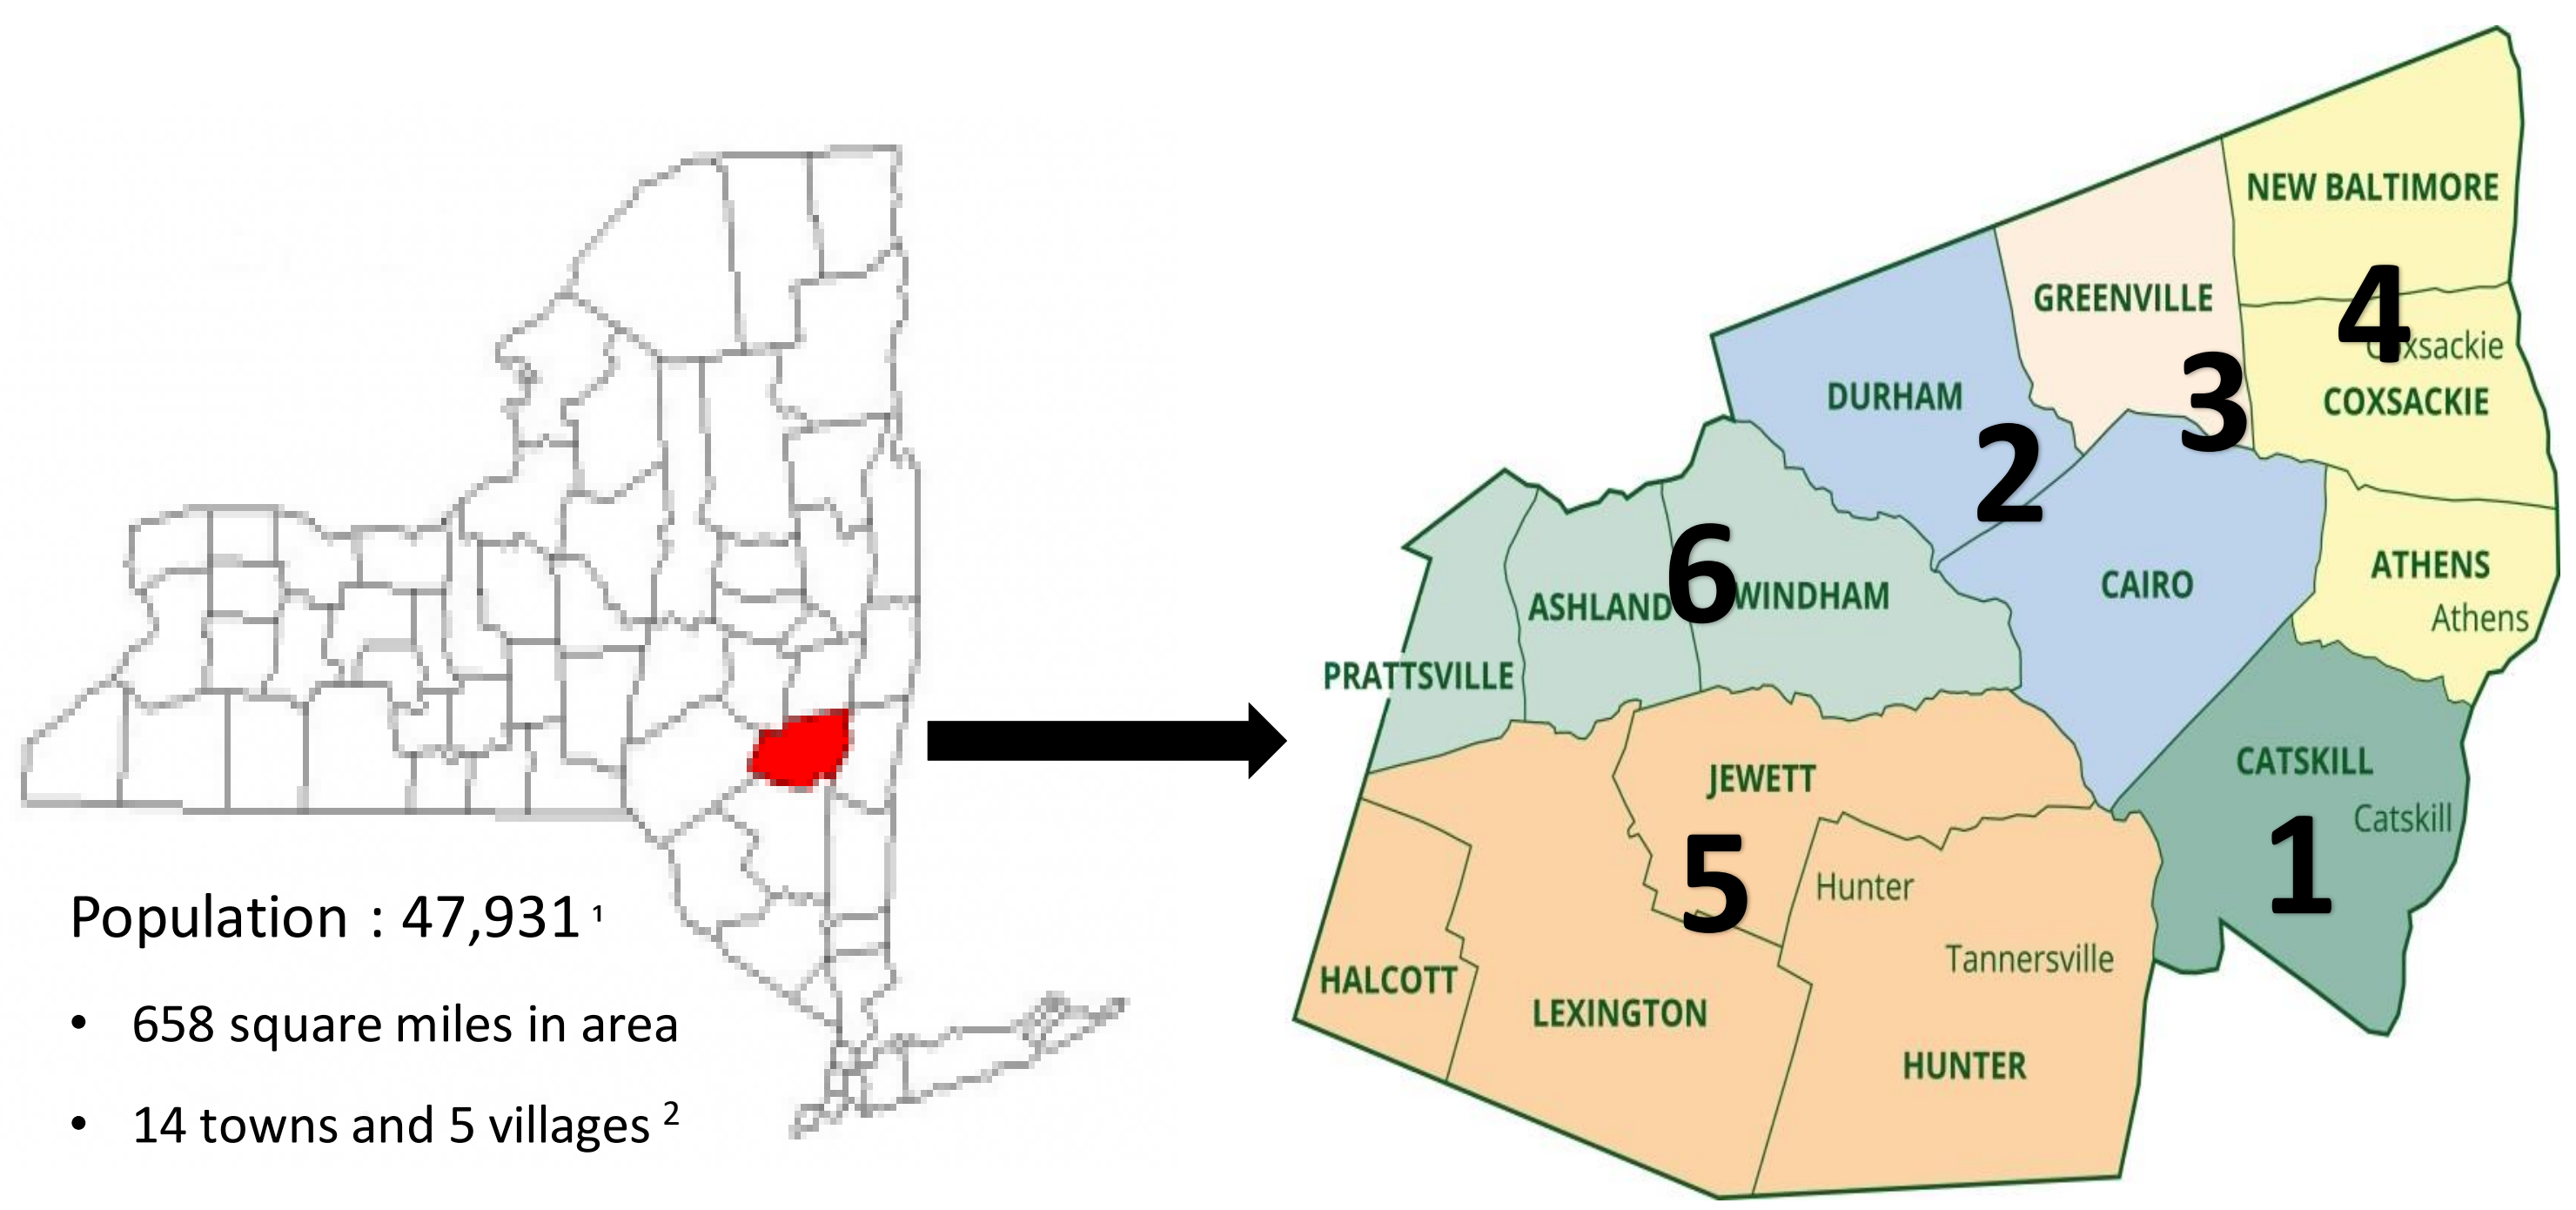 Population : 47,931 1
• 658 square miles in area
• 14 towns and 5 villages 2
NEW BALTIMORE
4
GREENVILLE
Coxsackie
COXSACKIE
3
DURHAM
2
ATHENS
Athens
CAIRO
6
ASHLAND
WINDHAM
PRATTSVILLE
CATSKILL
Catskill
1
JEWETT
5
Hunter
Tannersville
HALCOTT
LEXINGTON
HUNTER